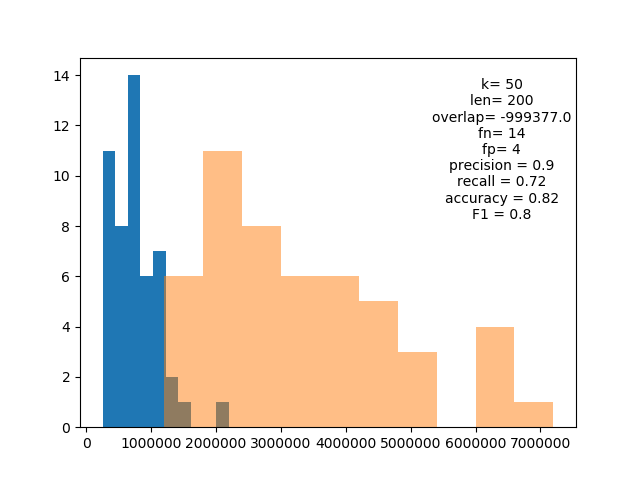 14
12
10
8
6
4
2
0
k= 50
len= 200
overlap= -999377.0
fn= 14
fp= 4
precision = 0.9
recall = 0.72
accuracy = 0.82
F1 = 0.8
0 1000000 2000000 3000000 4000000 5000000 6000000 7000000